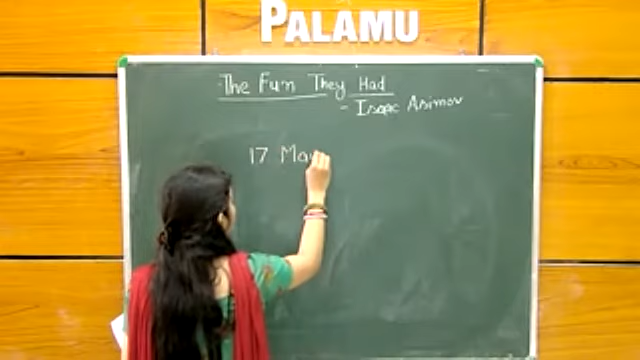 PALAMU
The Fun They Had
- Isaac Asimov
17 May